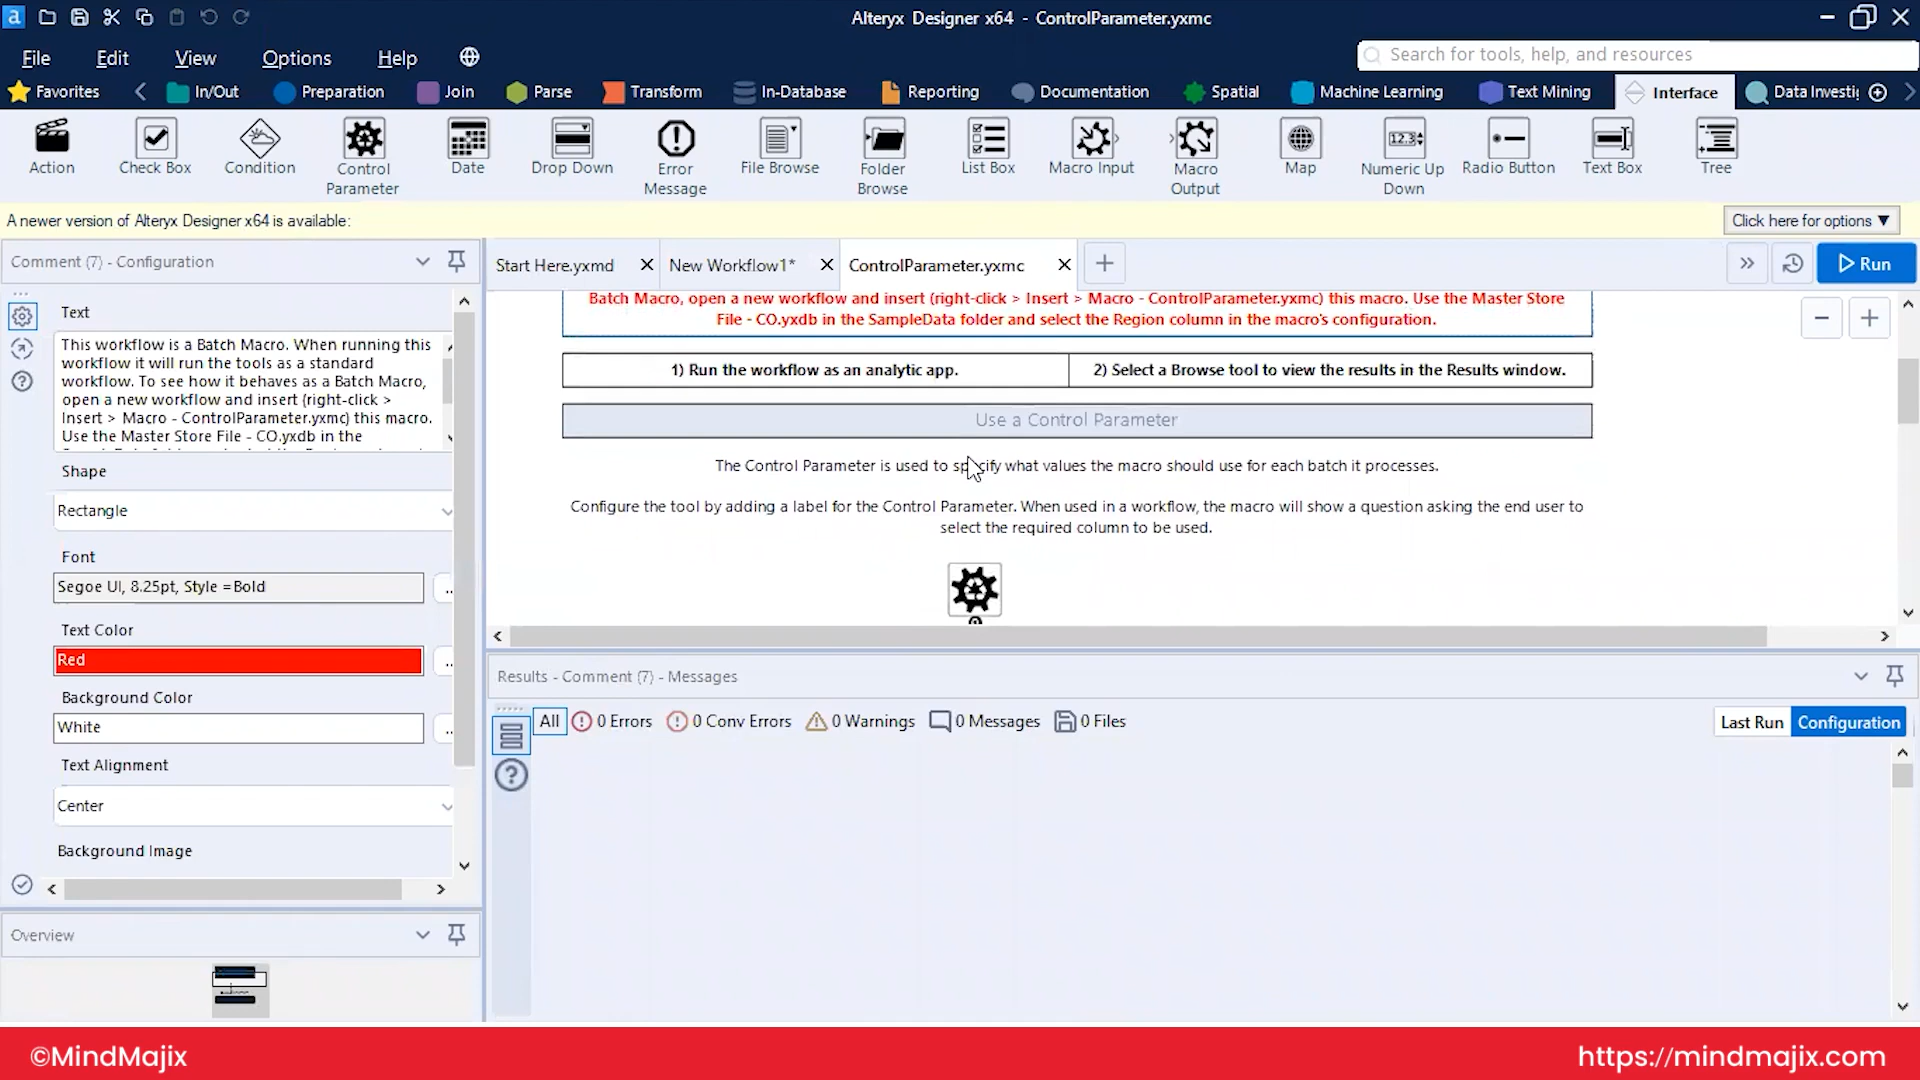 a
Alteryx Designer x64 - ControlParameter.yxmc
File Edit View Options Help
Search for tools, help, and resources
Favorites In/Out Preparation Join Parse Transform In-Database Reporting Documentation Spatial Machine Learning Text Mining Interface Data Investi
Action Check Box Condition Control Parameter Date Drop Down Error Message File Browse Folder Browse List Box Macro Input Macro Output Map Numeric Up Down Radio Button Text Box Tree
A newer version of Alteryx Designer x64 is available:
Click here for options ▼
Comment (7) - Configuration
Text
This workflow is a Batch Macro. When running this
workflow it will run the tools as a standard
workflow. To see how it behaves as a Batch Macro,
open a new workflow and insert (right-click >
Insert > Macro - ControlParameter.yxmc) this macro.
Use the Master Store File - CO.yxdb in the
Shape
Rectangle
Font
Segoe UI, 8.25pt, Style=Bold
..
Text Color
Red
..
Background Color
White
..
Text Alignment
Center
Background Image
Overview
Start Here.yxmd New Workflow1* ControlParameter.yxmc
Run
Batch Macro, open a new workflow and insert (right-click > Insert > Macro - ControlParameter.yxmc) this macro. Use the Master Store
File - CO.yxdb in the SampleData folder and select the Region column in the macro's configuration.
1) Run the workflow as an analytic app.
2) Select a Browse tool to view the results in the Results window.
Use a Control Parameter
The Control Parameter is used to specify what values the macro should use for each batch it processes.
Configure the tool by adding a label for the Control Parameter. When used in a workflow, the macro will show a question asking the end user to
select the required column to be used.
Results - Comment (7) - Messages
All 0 Errors 0 Conv Errors 0 Warnings 0 Messages 0 Files
Last Run Configuration
©MindMajix
https://mindmajix.com